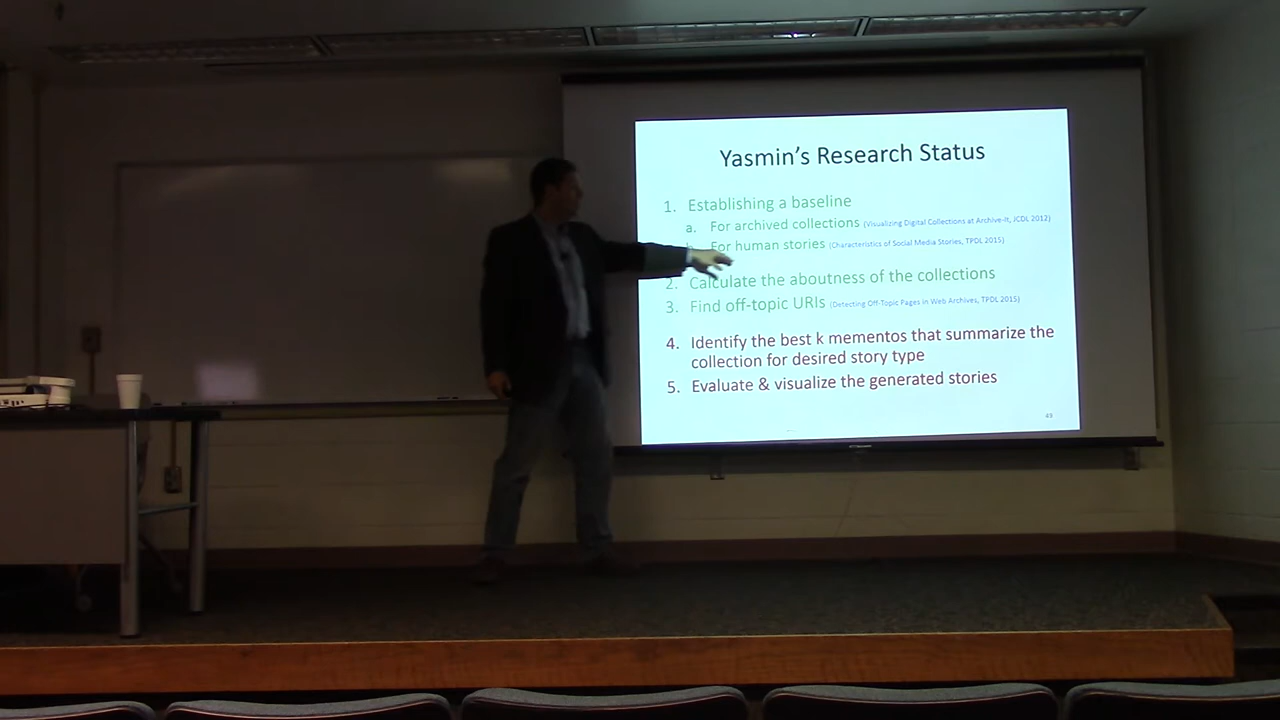 Yasmin's Research Status
1. Establishing a baseline
a. For archived collections (Visualizing Digital Collections at Archive-It, JCDL 2012)
b. For human stories (Characteristics of Social Media Stories, TPDL 2015)
2. Calculate the aboutness of the collections
3. Find off-topic URIs (Detecting Off-Topic Pages in Web Archives, TPDL 2015)
4. Identify the best k mementos that summarize the
collection for desired story type
5. Evaluate & visualize the generated stories